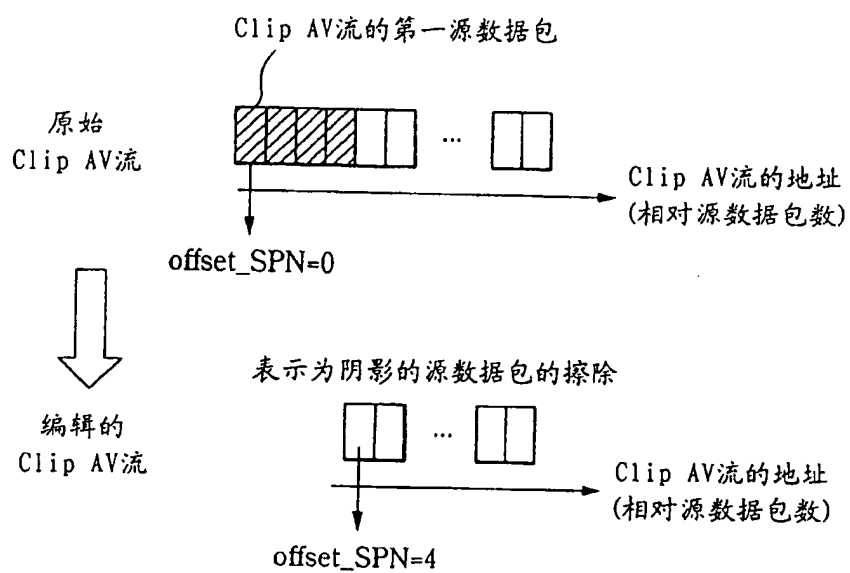 Clip AV流的第一源数据包
原始
Clip AV流
...
Clip AV流的地址
(相对源数据包数)
offset_SPN=0
表示为阴影的源数据包的擦除
编辑的
Clip AV流
...
Clip AV流的地址
(相对源数据包数)
offset_SPN=4